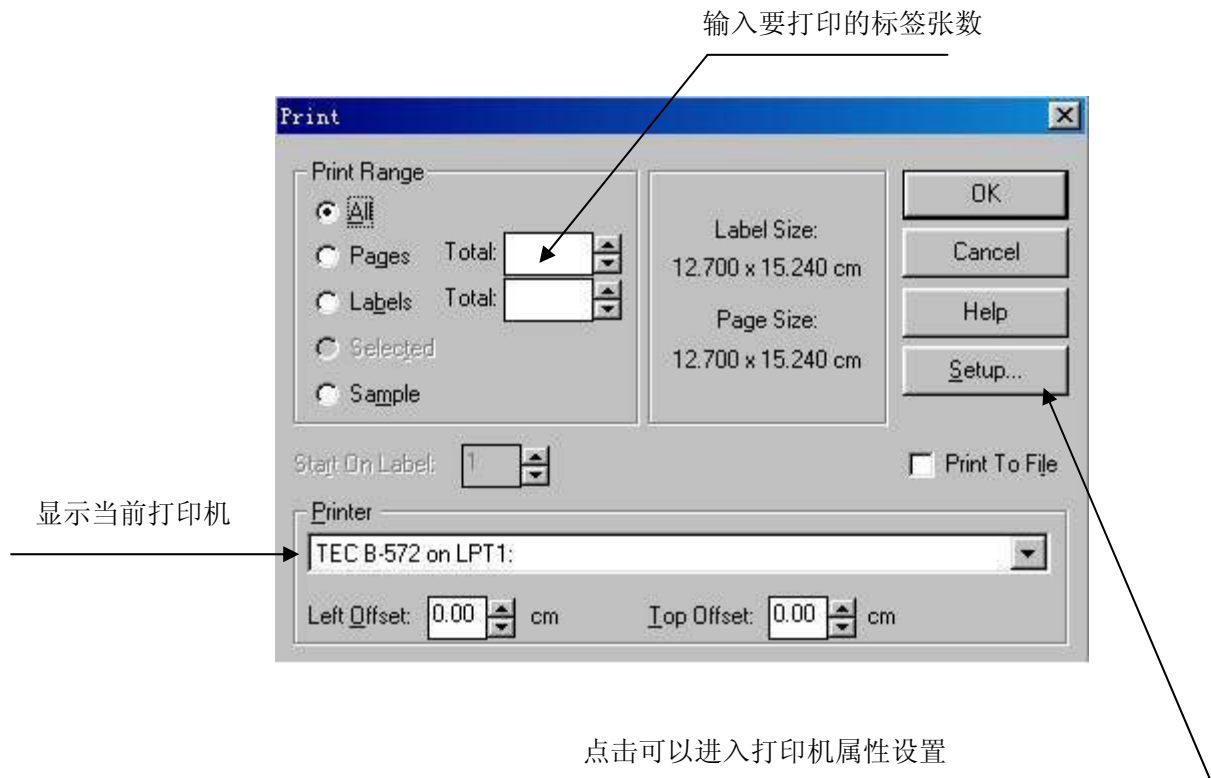 输入要打印的标签张数
Print
Print Range
All
Pages Total:
Labels Total:
Selected
Sample
Label Size:
12.700 x 15.240 cm
Page Size:
12.700 x 15.240 cm
OK
Cancel
Help
Setup...
Start On Label: 1
Print To File
显示当前打印机
Printer
TEC B-572 on LPT1:
Left Offset: 0.00 cm Top Offset: 0.00 cm
点击可以进入打印机属性设置